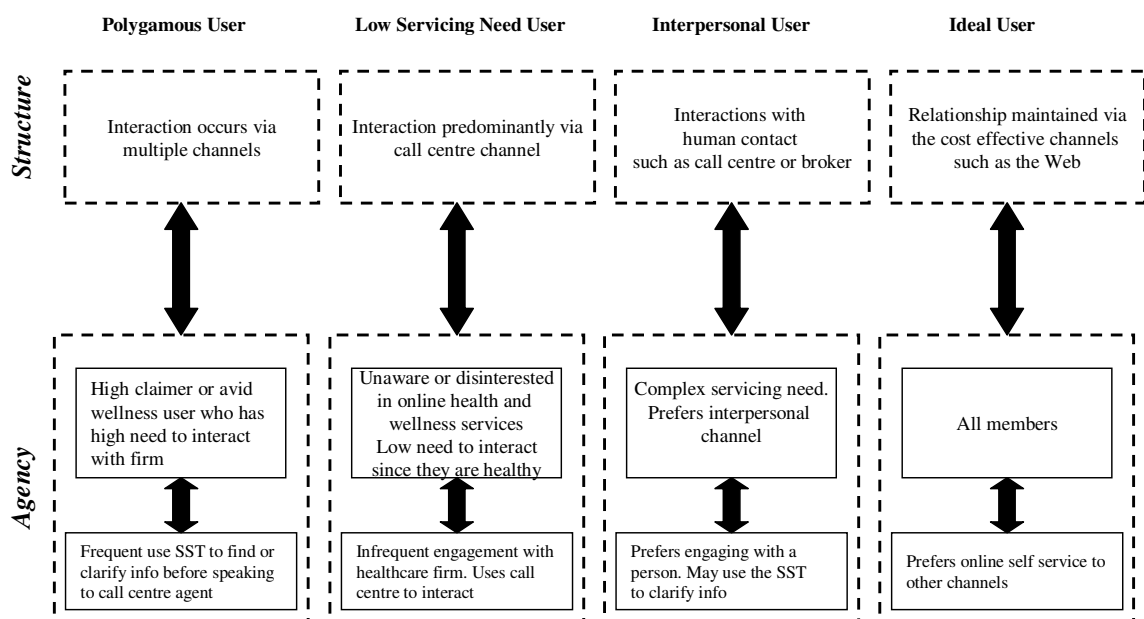 Polygamous User
Low Servicing Need User
Interpersonal User
Ideal User
Structure
Interaction occurs via
multiple channels
Interaction predominantly via
call centre channel
Interactions with
human contact
such as call centre or broker
Relationship maintained via
the cost effective channels
such as the Web
Agency
High claimer or avid
wellness user who has
high need to interact
with firm
Unaware or disinterested
in online health and
wellness services
Low need to interact
since they are healthy
Complex servicing need.
Prefers interpersonal
channel
All members
Frequent use SST to find or
clarify info before speaking
to call centre agent
Infrequent engagement with
healthcare firm. Uses call
centre to interact
Prefers engaging with a
person. May use the SST
to clarify info
Prefers online self service to
other channels